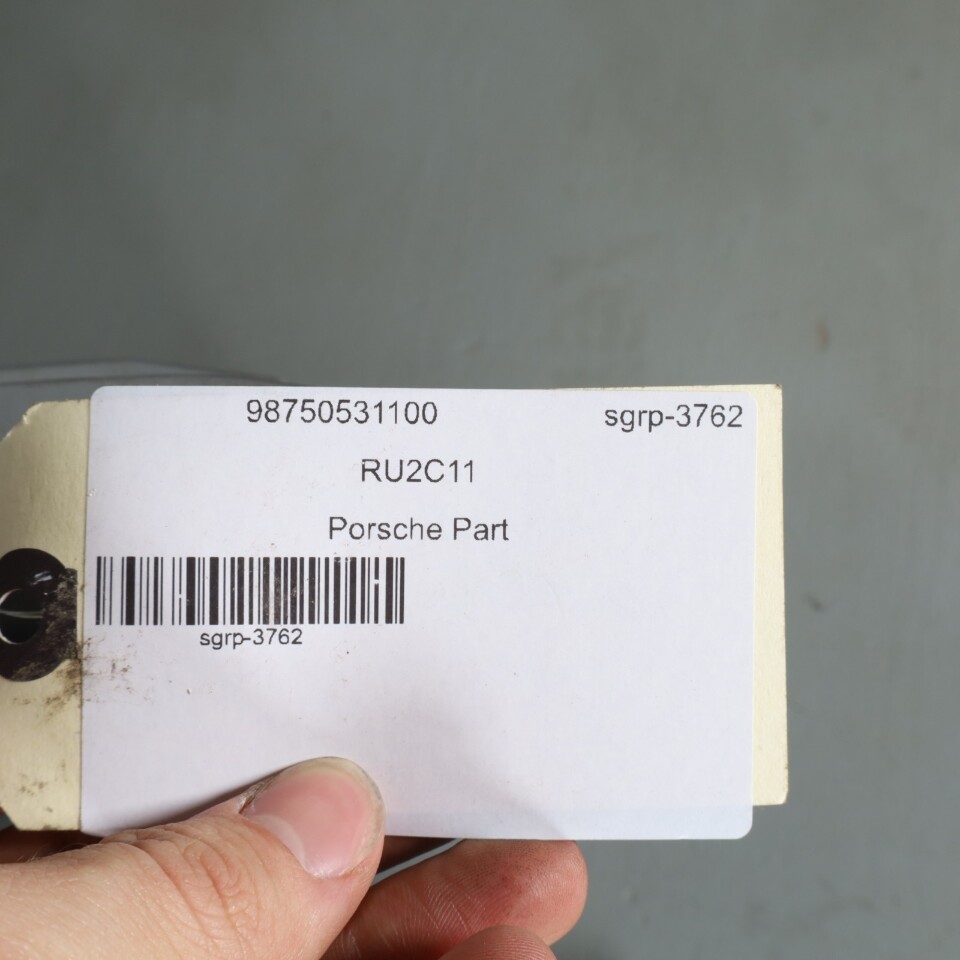 98750531100 sgrp-3762
RU2C11
Porsche Part
sgrp-3762